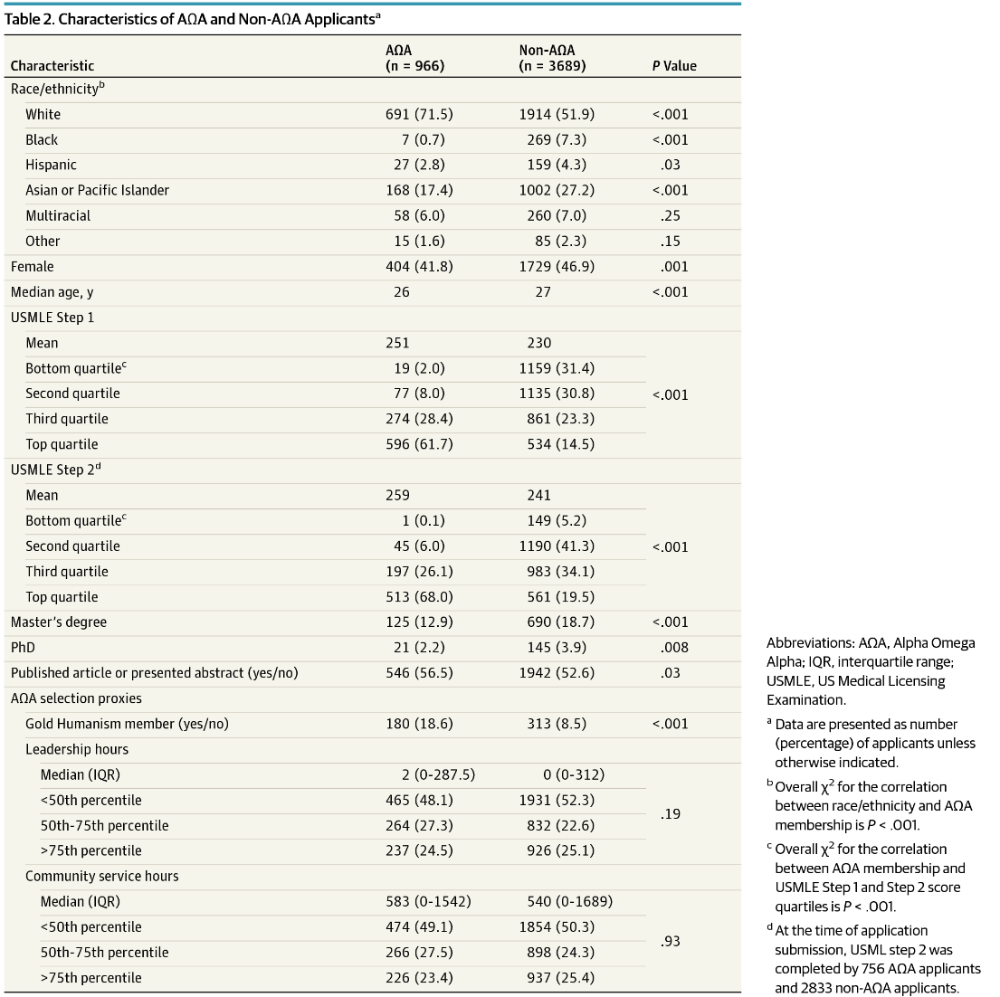 Table 2. Characteristics of AΩA and Non-AΩA Applicantsᵃ
Characteristic AΩA (n = 966) Non-AΩA (n = 3689) P Value
Race/ethnicityᵇ
White 691 (71.5) 1914 (51.9) <.001
Black 7 (0.7) 269 (7.3) <.001
Hispanic 27 (2.8) 159 (4.3) .03
Asian or Pacific Islander 168 (17.4) 1002 (27.2) <.001
Multiracial 58 (6.0) 260 (7.0) .25
Other 15 (1.6) 85 (2.3) .15
Female 404 (41.8) 1729 (46.9) .001
Median age, y 26 27 <.001
USMLE Step 1
Mean 251 230
Bottom quartileᶜ 19 (2.0) 1159 (31.4)
Second quartile 77 (8.0) 1135 (30.8) <.001
Third quartile 274 (28.4) 861 (23.3)
Top quartile 596 (61.7) 534 (14.5)
USMLE Step 2ᵈ
Mean 259 241
Bottom quartileᶜ 1 (0.1) 149 (5.2)
Second quartile 45 (6.0) 1190 (41.3) <.001
Third quartile 197 (26.1) 983 (34.1)
Top quartile 513 (68.0) 561 (19.5)
Master's degree 125 (12.9) 690 (18.7) <.001
PhD 21 (2.2) 145 (3.9) .008
Published article or presented abstract (yes/no) 546 (56.5) 1942 (52.6) .03
AΩA selection proxies
Gold Humanism member (yes/no) 180 (18.6) 313 (8.5) <.001
Leadership hours
Median (IQR) 2 (0-287.5) 0 (0-312)
<50th percentile 465 (48.1) 1931 (52.3) .19
50th-75th percentile 264 (27.3) 832 (22.6)
>75th percentile 237 (24.5) 926 (25.1)
Community service hours
Median (IQR) 583 (0-1542) 540 (0-1689)
<50th percentile 474 (49.1) 1854 (50.3) .93
50th-75th percentile 266 (27.5) 898 (24.3)
>75th percentile 226 (23.4) 937 (25.4)
Abbreviations: AΩA, Alpha Omega
Alpha; IQR, interquartile range;
USMLE, US Medical Licensing
Examination.
ᵃ Data are presented as number
(percentage) of applicants unless
otherwise indicated.
ᵇ Overall χ² for the correlation
between race/ethnicity and AΩA
membership is P < .001.
ᶜ Overall χ² for the correlation
between AΩA membership and
USMLE Step 1 and Step 2 score
quartiles is P < .001.
ᵈ At the time of application
submission, USML step 2 was
completed by 756 AΩA applicants
and 2833 non-AΩA applicants.